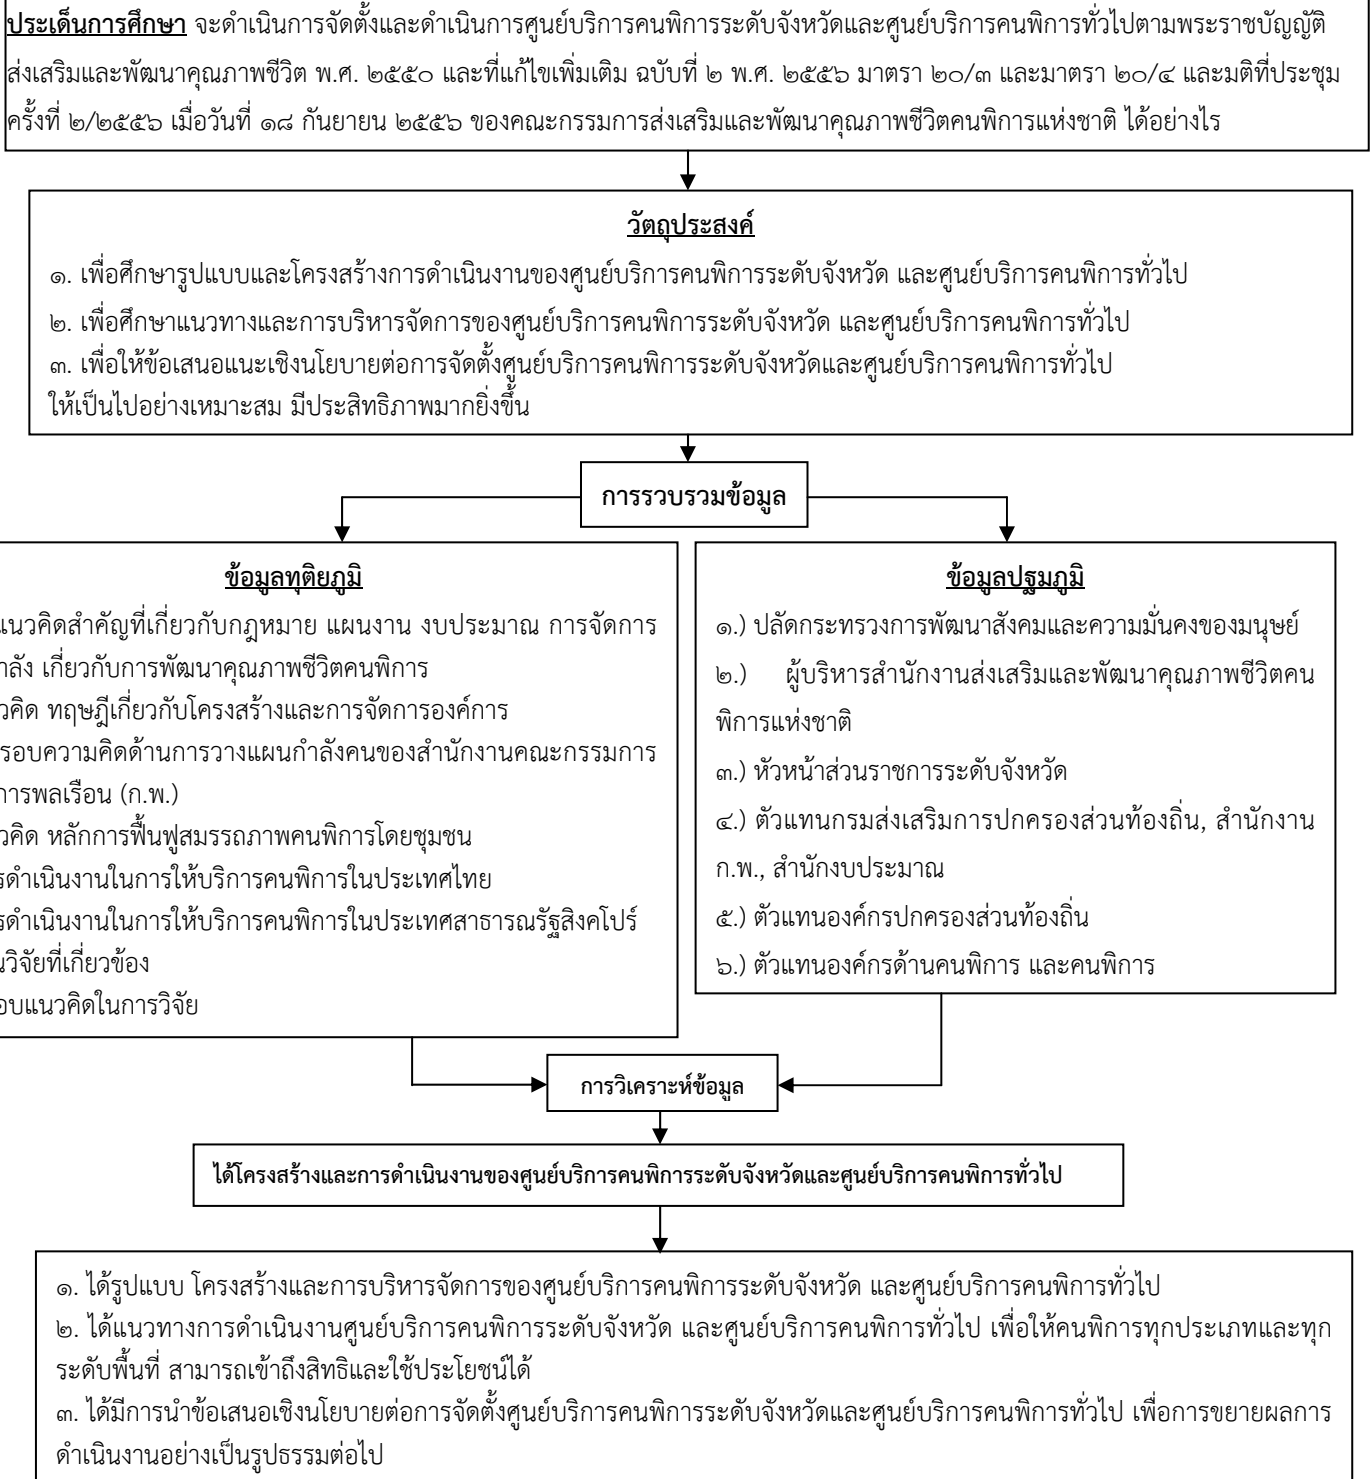 ประเด็นการศึกษา จะดำเนินการจัดตั้งและดำเนินการศูนย์บริการคนพิการระดับจังหวัดและศูนย์บริการคนพิการทั่วไปตามพระราชบัญญัติ
ส่งเสริมและพัฒนาคุณภาพชีวิต พ.ศ. ๒๕๕๐ และที่แก้ไขเพิ่มเติม ฉบับที่ ๒ พ.ศ. ๒๕๕๖ มาตรา ๒๐/๓ และมาตรา ๒๐/๔ และมติที่ประชุม
ครั้งที่ ๒/๒๕๕๖ เมื่อวันที่ ๑๘ กันยายน ๒๕๕๖ ของคณะกรรมการส่งเสริมและพัฒนาคุณภาพชีวิตคนพิการแห่งชาติ ได้อย่างไร
วัตถุประสงค์
๑. เพื่อศึกษารูปแบบและโครงสร้างการดำเนินงานของศูนย์บริการคนพิการระดับจังหวัด และศูนย์บริการคนพิการทั่วไป
๒. เพื่อศึกษาแนวทางและการบริหารจัดการของศูนย์บริการคนพิการระดับจังหวัด และศูนย์บริการคนพิการทั่วไป
๓. เพื่อให้ข้อเสนอแนะเชิงนโยบายต่อการจัดตั้งศูนย์บริการคนพิการระดับจังหวัดและศูนย์บริการคนพิการทั่วไป
ให้เป็นไปอย่างเหมาะสม มีประสิทธิภาพมากยิ่งขึ้น
การรวบรวมข้อมูล
ข้อมูลทุติยภูมิ
แนวคิดสำคัญที่เกี่ยวกับกฎหมาย แผนงาน งบประมาณ การจัดการ
าลัง เกี่ยวกับการพัฒนาคุณภาพชีวิตคนพิการ
วคิด ทฤษฎีเกี่ยวกับโครงสร้างและการจัดการองค์การ
รอบความคิดด้านการวางแผนกำลังคนของสำนักงานคณะกรรมการ
การพลเรือน (ก.พ.)
วคิด หลักการฟื้นฟูสมรรถภาพคนพิการโดยชุมชน
รดำเนินงานในการให้บริการคนพิการในประเทศไทย
รดำเนินงานในการให้บริการคนพิการในประเทศสาธารณรัฐสิงคโปร์
นวิจัยที่เกี่ยวข้อง
อบแนวคิดในการวิจัย
ข้อมูลปฐมภูมิ
๑.) ปลัดกระทรวงการพัฒนาสังคมและความมั่นคงของมนุษย์
๒.) ผู้บริหารสำนักงานส่งเสริมและพัฒนาคุณภาพชีวิตคน
พิการแห่งชาติ
๓.) หัวหน้าส่วนราชการระดับจังหวัด
๔.) ตัวแทนกรมส่งเสริมการปกครองส่วนท้องถิ่น, สำนักงาน
ก.พ., สำนักงบประมาณ
๕.) ตัวแทนองค์กรปกครองส่วนท้องถิ่น
๖.) ตัวแทนองค์กรด้านคนพิการ และคนพิการ
การวิเคราะห์ข้อมูล
ได้โครงสร้างและการดำเนินงานของศูนย์บริการคนพิการระดับจังหวัดและศูนย์บริการคนพิการทั่วไป
๑. ได้รูปแบบ โครงสร้างและการบริหารจัดการของศูนย์บริการคนพิการระดับจังหวัด และศูนย์บริการคนพิการทั่วไป
๒. ได้แนวทางการดำเนินงานศูนย์บริการคนพิการระดับจังหวัด และศูนย์บริการคนพิการทั่วไป เพื่อให้คนพิการทุกประเภทและทุก
ระดับพื้นที่ สามารถเข้าถึงสิทธิและใช้ประโยชน์ได้
๓. ได้มีการนำข้อเสนอเชิงนโยบายต่อการจัดตั้งศูนย์บริการคนพิการระดับจังหวัดและศูนย์บริการคนพิการทั่วไป เพื่อการขยายผลการ
ดำเนินงานอย่างเป็นรูปธรรมต่อไป